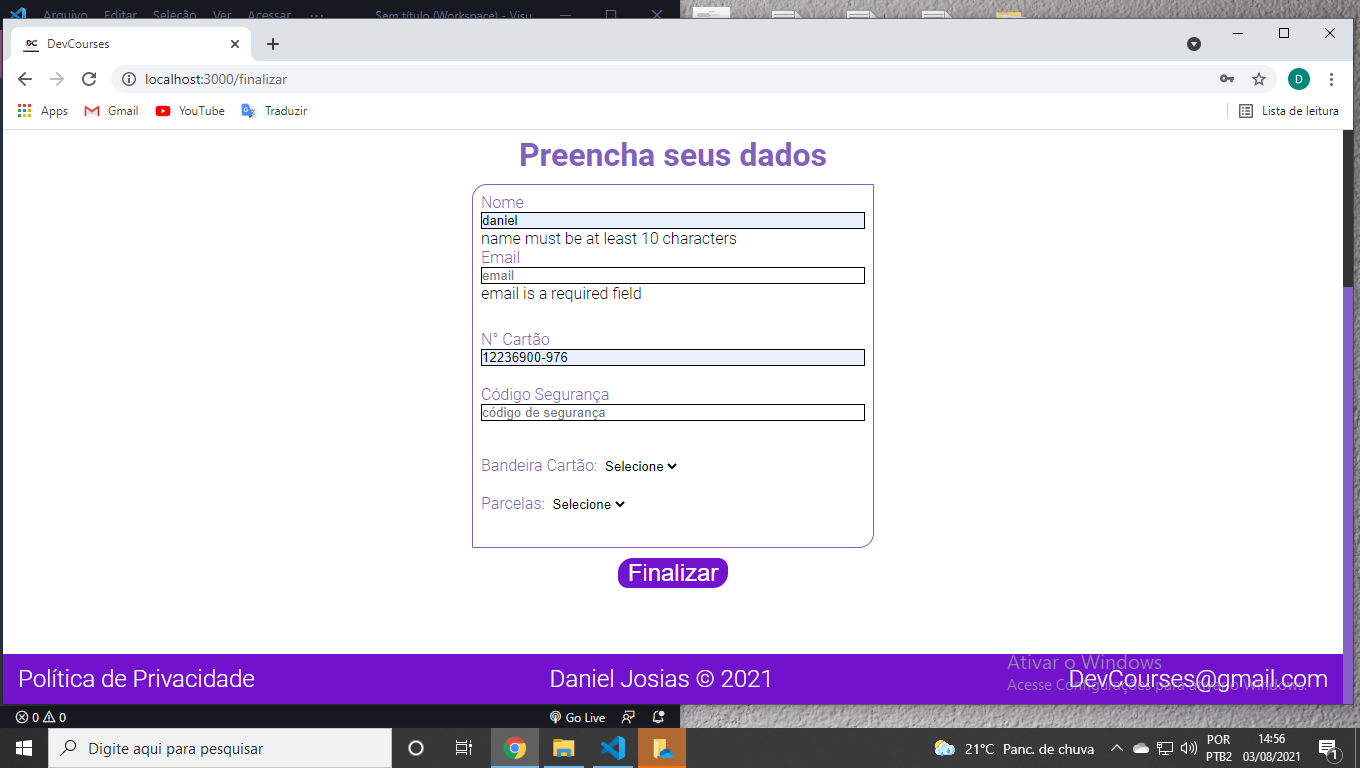 Arquivo Editar Seleção Ver Acessar ... Sem título (Workspace) - Visu
DC DevCourses
localhost:3000/finalizar
D
Apps Gmail YouTube Traduzir Lista de leitura
Preencha seus dados
Nome
daniel
name must be at least 10 characters
Email
email
email is a required field
N° Cartão
12236900-976
Código Segurança
código de segurança
Bandeira Cartão: Selecione
Parcelas: Selecione
Finalizar
Ativar o Windows
Acesse Configurações para ativar o Windows.
Política de Privacidade Daniel Josias © 2021 DevCourses@gmail.com
0 0 Go Live
Digite aqui para pesquisar
21°C Panc. de chuva
POR
PTB2
14:56
03/08/2021
1